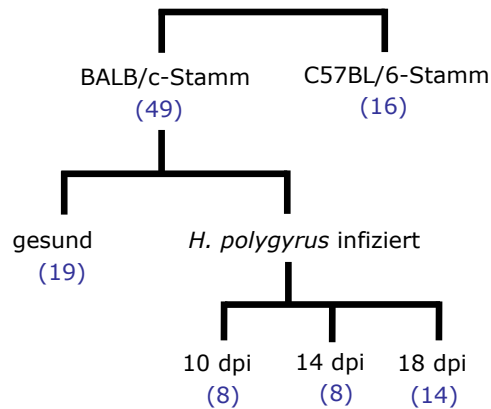 BALB/c-Stamm C57BL/6-Stamm
(49) (16)
gesund H. polygyrus infiziert
(19)
10 dpi 14 dpi 18 dpi
(8) (8) (14)